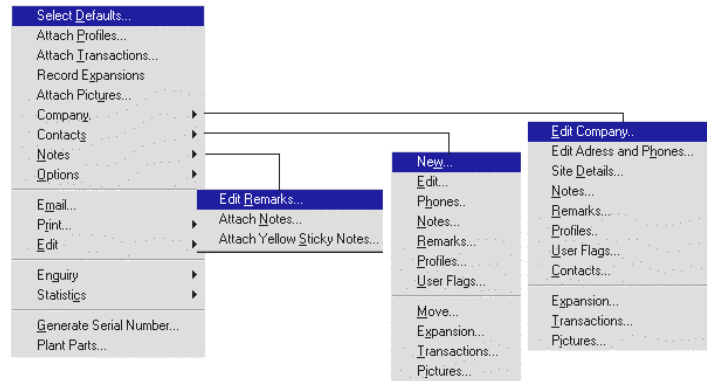 Select Defaults...
Attach Profiles...
Attach Transactions...
Record Expansions
Attach Pictures...
Company.
Contacts
Notes
Options
Email...
Print...
Edit
Enquiry
Statistics
Generate Serial Number...
Plant Parts...
Edit Remarks...
Attach Notes...
Attach Yellow Sticky Notes...
New...
Edit...
Phones..
Notes...
Remarks...
Profiles...
User Flags...
Move...
Expansion...
Transactions...
Pictures...
Edit Company..
Edit Adress and Phones...
Site Details...
Notes...
Remarks...
Profiles..
User Flags...
Contacts...
Expansion...
Transactions...
Pictures...